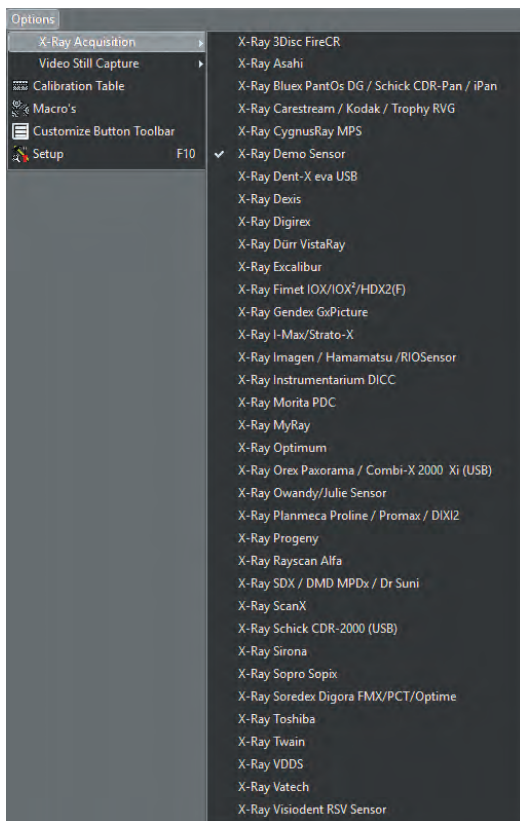 Options
X-Ray Acquisition
Video Still Capture
Calibration Table
Macro's
Customize Button Toolbar
Setup F10
X-Ray 3Disc FireCR
X-Ray Asahi
X-Ray Bluex PantOs DG / Schick CDR-Pan / iPan
X-Ray Carestream / Kodak / Trophy RVG
X-Ray CygnusRay MPS
X-Ray Demo Sensor
X-Ray Dent-X eva USB
X-Ray Dexis
X-Ray Digirex
X-Ray Dürr VistaRay
X-Ray Excalibur
X-Ray Fimet IOX/IOX²/HDX2(F)
X-Ray Gendex GxPicture
X-Ray I-Max/Strato-X
X-Ray Imagen / Hamamatsu /RIOSensor
X-Ray Instrumentarium DICC
X-Ray Morita PDC
X-Ray MyRay
X-Ray Optimum
X-Ray Orex Paxorama / Combi-X 2000 Xi (USB)
X-Ray Owandy/Julie Sensor
X-Ray Planmeca Proline / Promax / DIXI2
X-Ray Progeny
X-Ray Rayscan Alfa
X-Ray SDX / DMD MPDx / Dr Suni
X-Ray ScanX
X-Ray Schick CDR-2000 (USB)
X-Ray Sirona
X-Ray Sopro Sopix
X-Ray Soredex Digora FMX/PCT/Optime
X-Ray Toshiba
X-Ray Twain
X-Ray VDDS
X-Ray Vatech
X-Ray Visiodent RSV Sensor